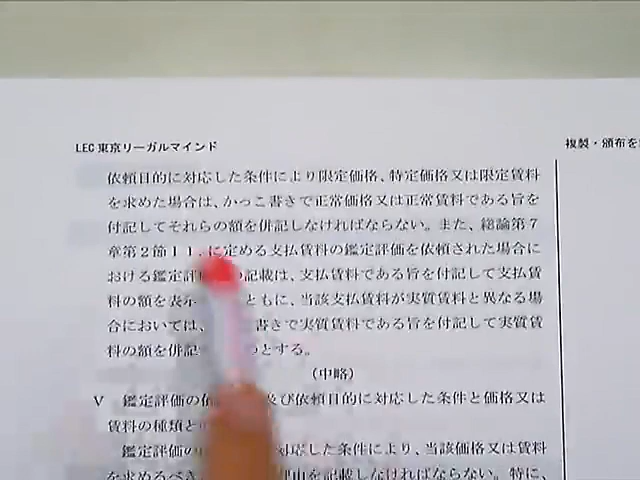 LEC東京リーガルマインド
複製・頒布を
依頼目的に対応した条件により限定価格、特定価格又は限定賃料
を求めた場合は、かっこ書きで正常価格又は正常賃料である旨を
付記してそれらの額を併記しなければならない。また、総論第7
章第2節11.に定める支払賃料の鑑定評価を依頼された場合に
おける鑑定評 の記載は、支払賃料である旨を付記して支払賃
料の額を表示 ともに、当該支払賃料が実質賃料と異なる場
合においては、 書きで実質賃料である旨を付記して実質賃
料の額を併記 とする。
(中略)
V 鑑定評価の依 及び依頼目的に対応した条件と価格又は
賃料の種類と
鑑定評価の 対応した条件により、当該価格又は賃料
を求めるべき 理由を記載しなければならない。特に、